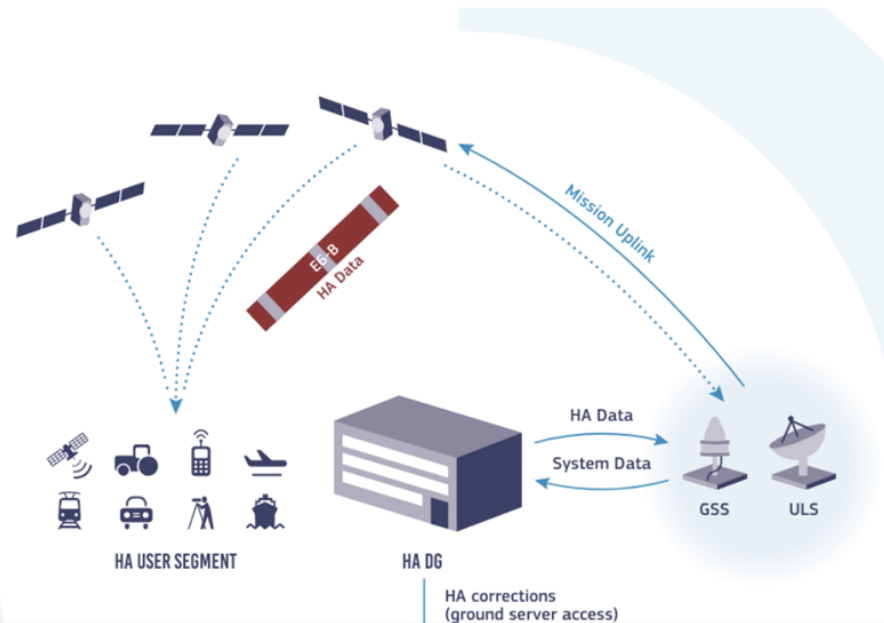 Mission Uplink
E6-B
HA Data
HA Data
System Data
GSS
ULS
HA USER SEGMENT
HA DG
HA corrections
(ground server access)